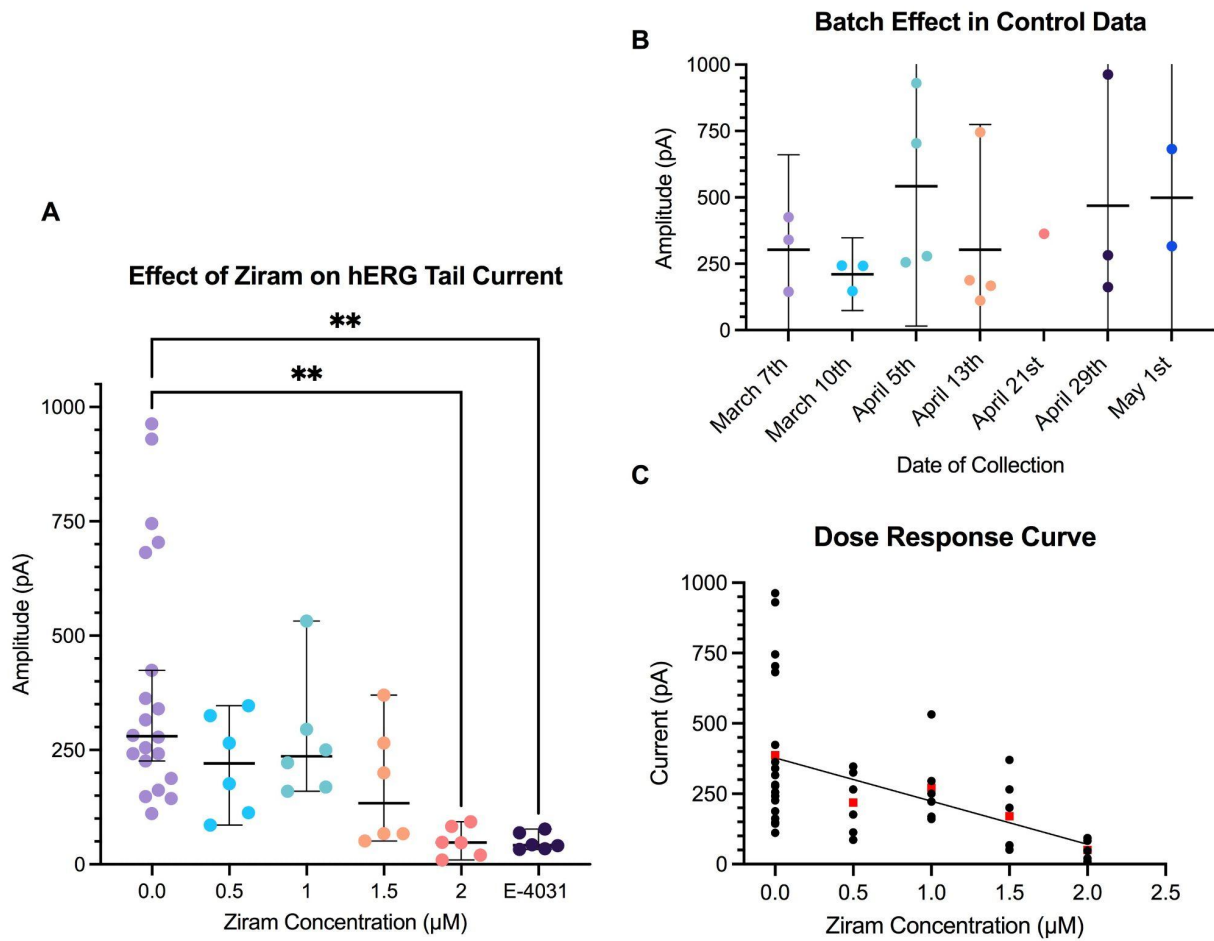 A
Effect of Ziram on hERG Tail Current
**
**
1000
750
500
250
0
Amplitude (pA)
0.0 0.5 1 1.5 2 E-4031
Ziram Concentration (µM)
B
Batch Effect in Control Data
1000
750
500
250
0
Amplitude (pA)
March 7th
March 10th
April 5th
April 13th
April 21st
April 29th
May 1st
Date of Collection
C
Dose Response Curve
1000
750
500
250
0
Current (pA)
0.0 0.5 1.0 1.5 2.0 2.5
Ziram Concentration (µM)